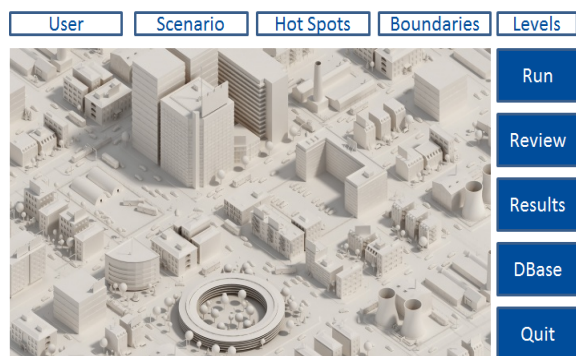 User
Scenario
Hot Spots
Boundaries
Levels
Run
Review
Results
DBase
Quit